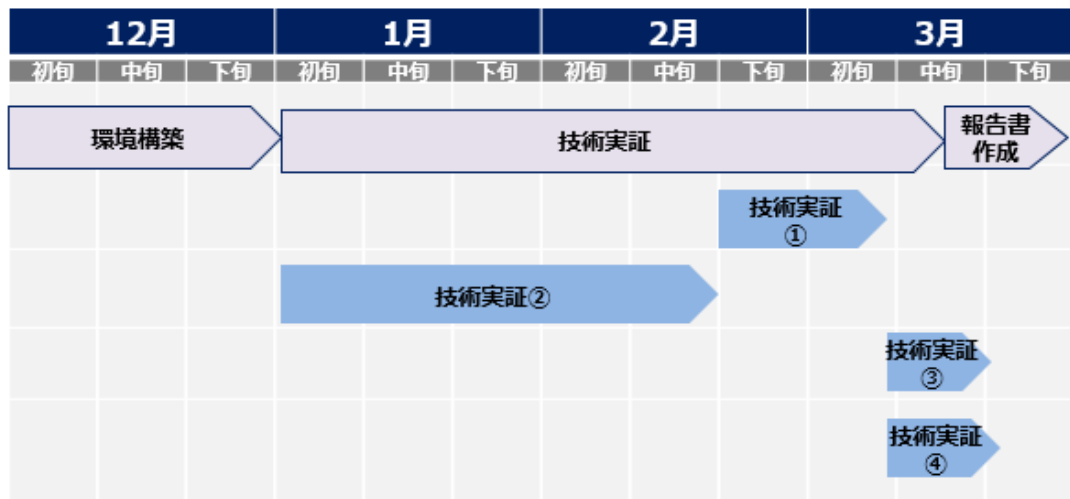 12月 1月 2月 3月
初旬 中旬 下旬 初旬 中旬 下旬 初旬 中旬 下旬 初旬 中旬 下旬
環境構築
技術実証
報告書
作成
技術実証
①
技術実証②
技術実証
③
技術実証
④